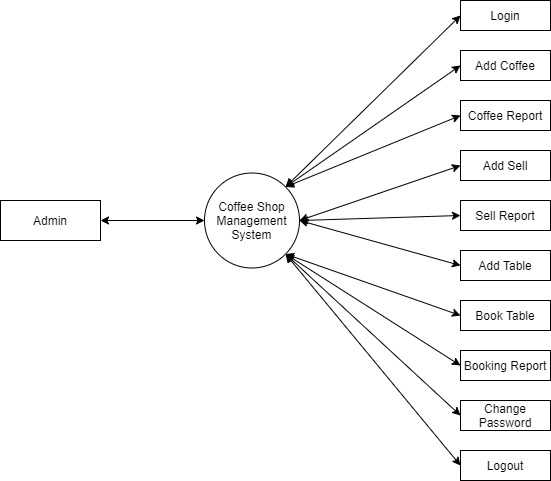 Login
Add Coffee
Coffee Report
Add Sell
Sell Report
Add Table
Book Table
Booking Report
Change
Password
Logout
Admin
Coffee Shop
Management
System